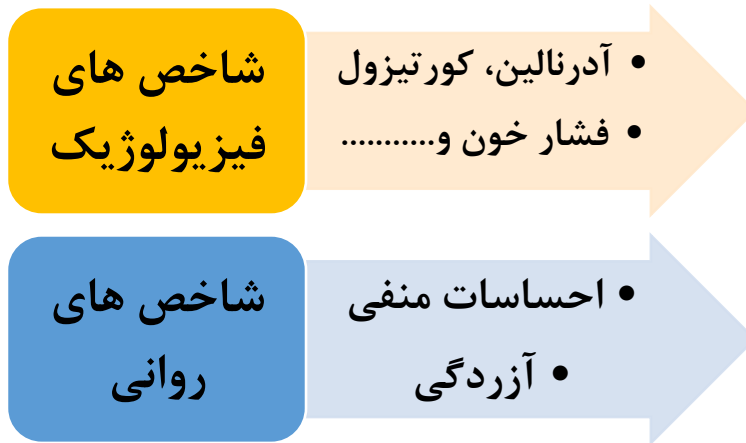 شاخص های
فیزیولوژیک
• آدرنالین، کورتیزول
• فشار خون و...........
شاخص های
روانی
• احساسات منفی
• آزردگی